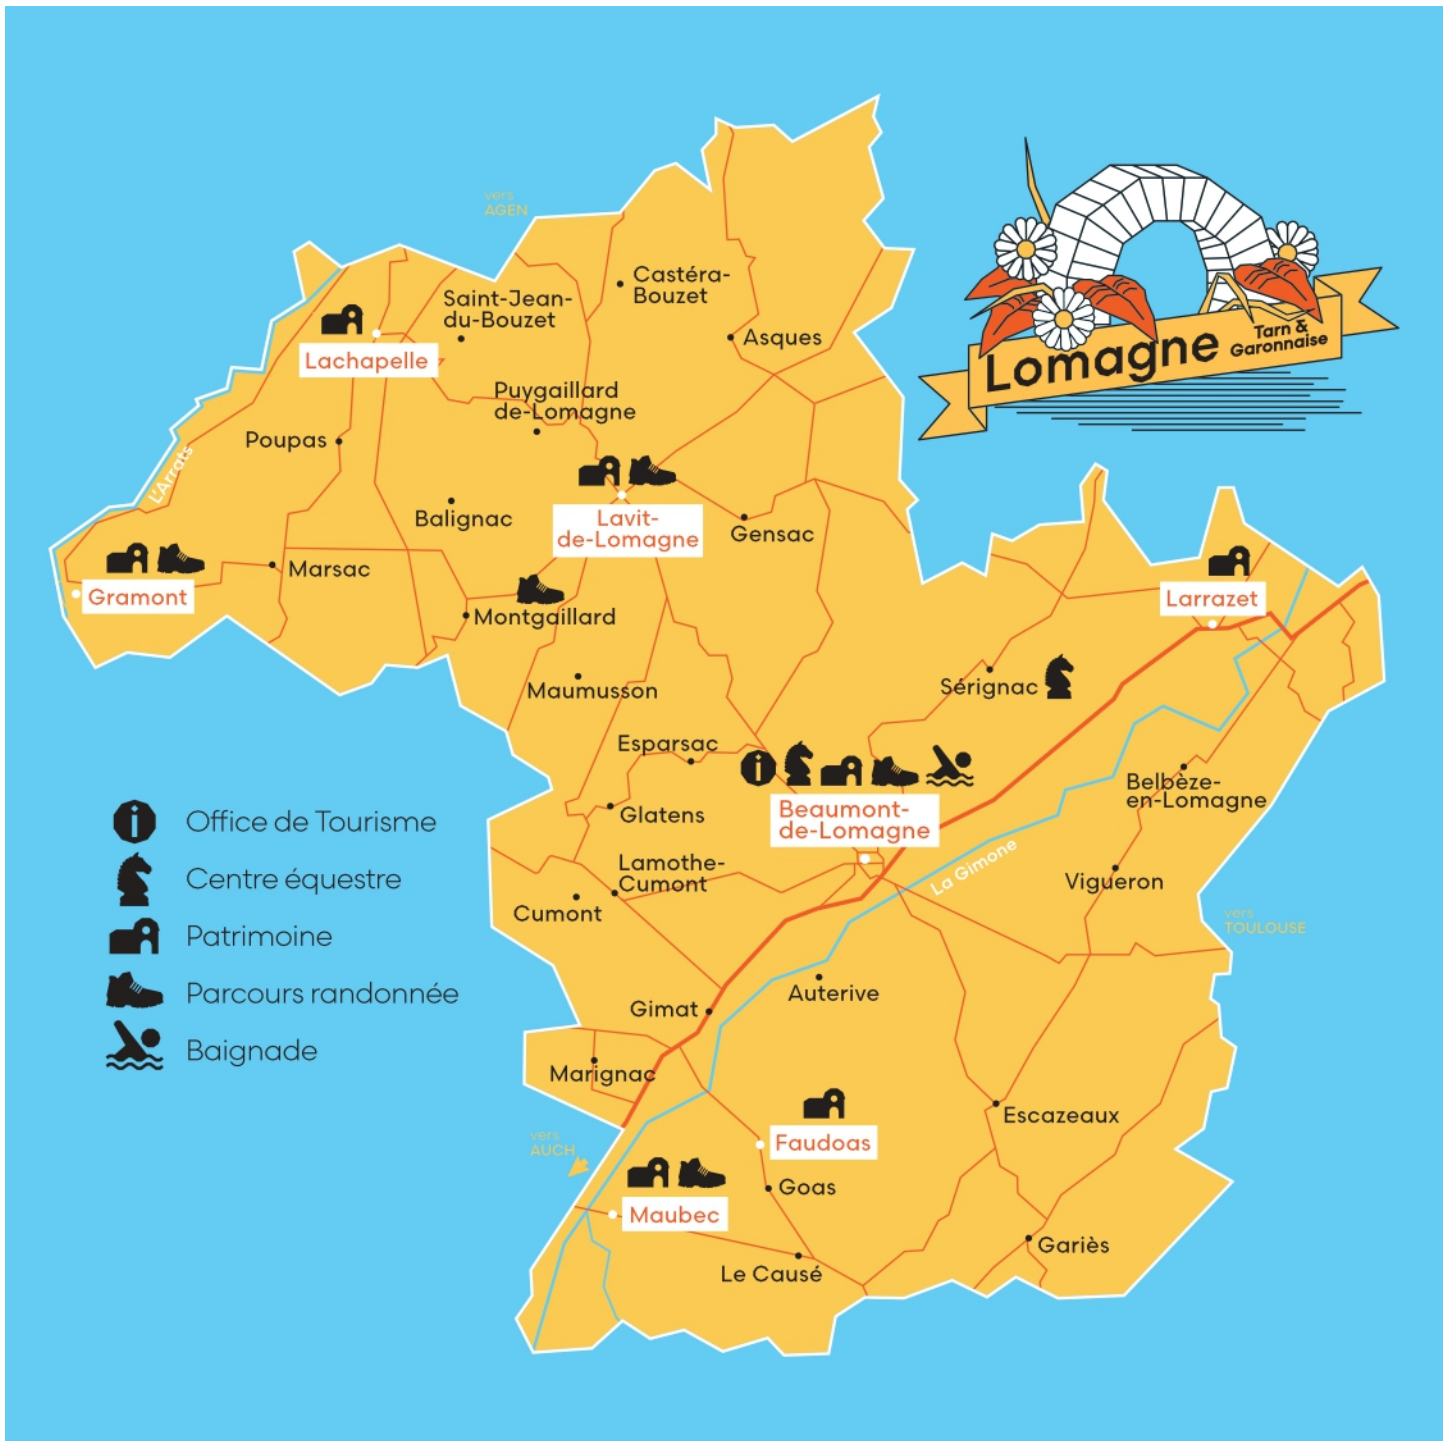 vers
AGEN
Castéra-
Bouzet
Saint-Jean-
du-Bouzet
Asques
Lomagne
Tarn &
Garonnaise
Lachapelle
Puygaillard
de-Lomagne
Poupas
L'Arrats
Balignac
Lavit-
de-Lomagne
Gensac
Marsac
Gramont
Montgaillard
Larrazet
Maumusson
Sérignac
Esparsac
Belbèze-
en-Lomagne
Beaumont-
de-Lomagne
Glatens
Office de Tourisme
Centre équestre
Patrimoine
Parcours randonnée
Baignade
Lamothe-
Cumont
La Gimone
Vigueron
Cumont
vers
TOULOUSE
Auterive
Gimat
Marignac
Escazeaux
vers
AUCH
Faudoas
Goas
Maubec
Gariès
Le Causé